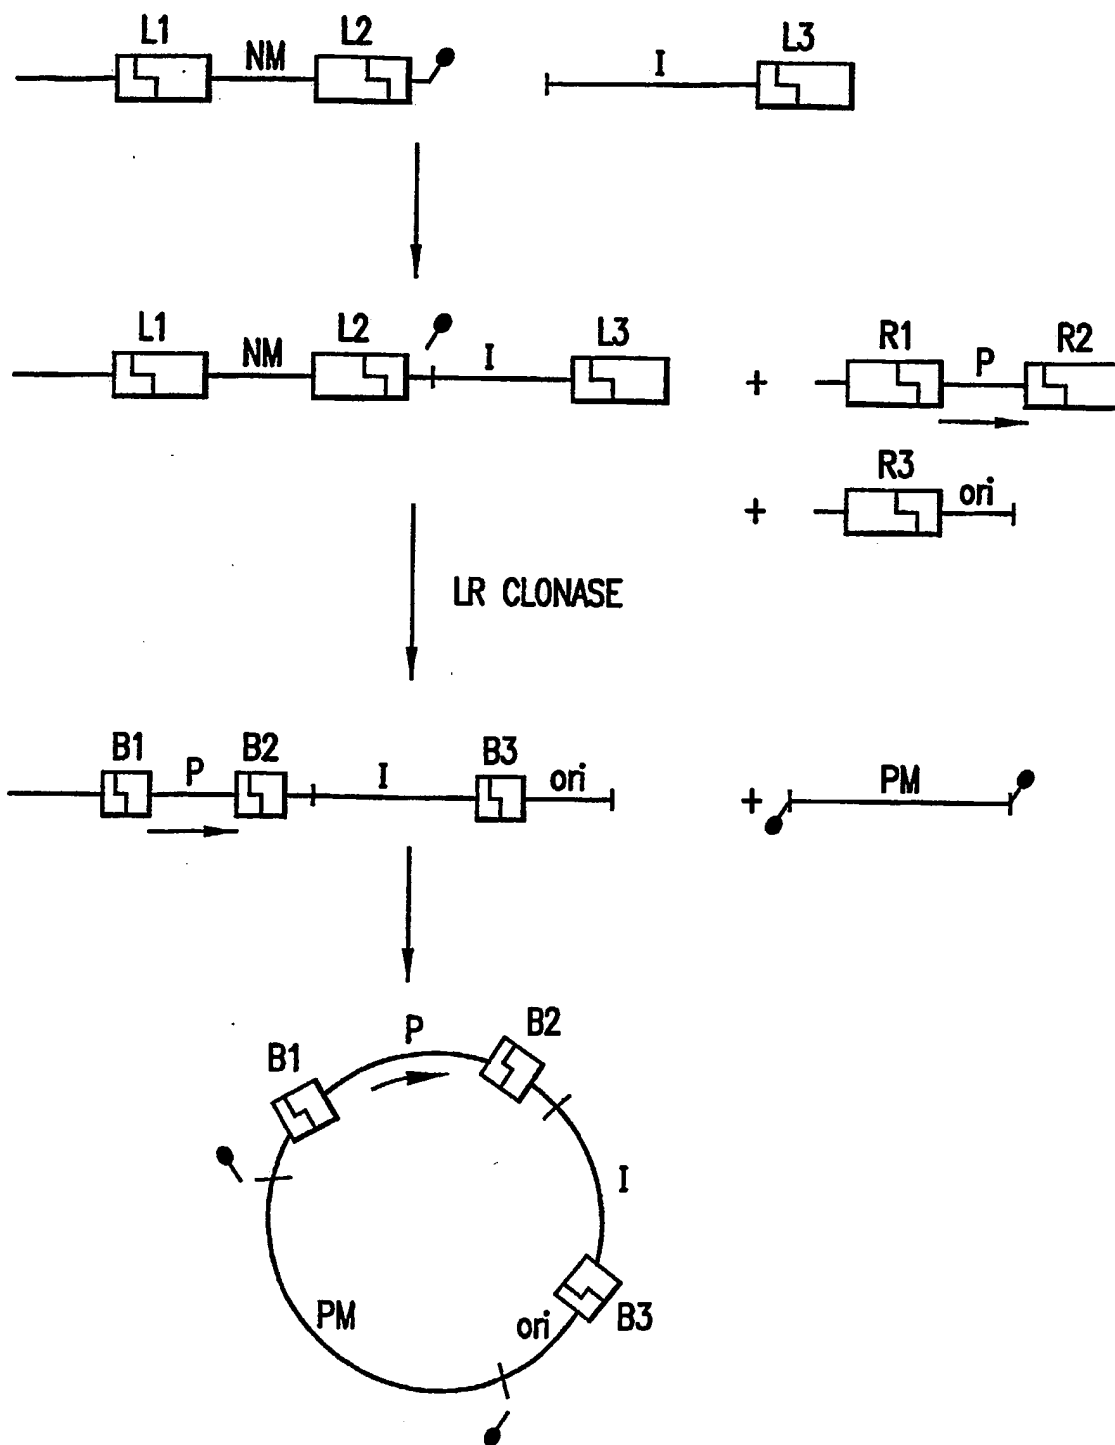 L1 NM L2 I L3
L1 NM L2 I L3 + R1 P R2
+ R3 ori
LR CLONASE
B1 P B2 I B3 ori + PM
B1 P B2
I
PM ori B3